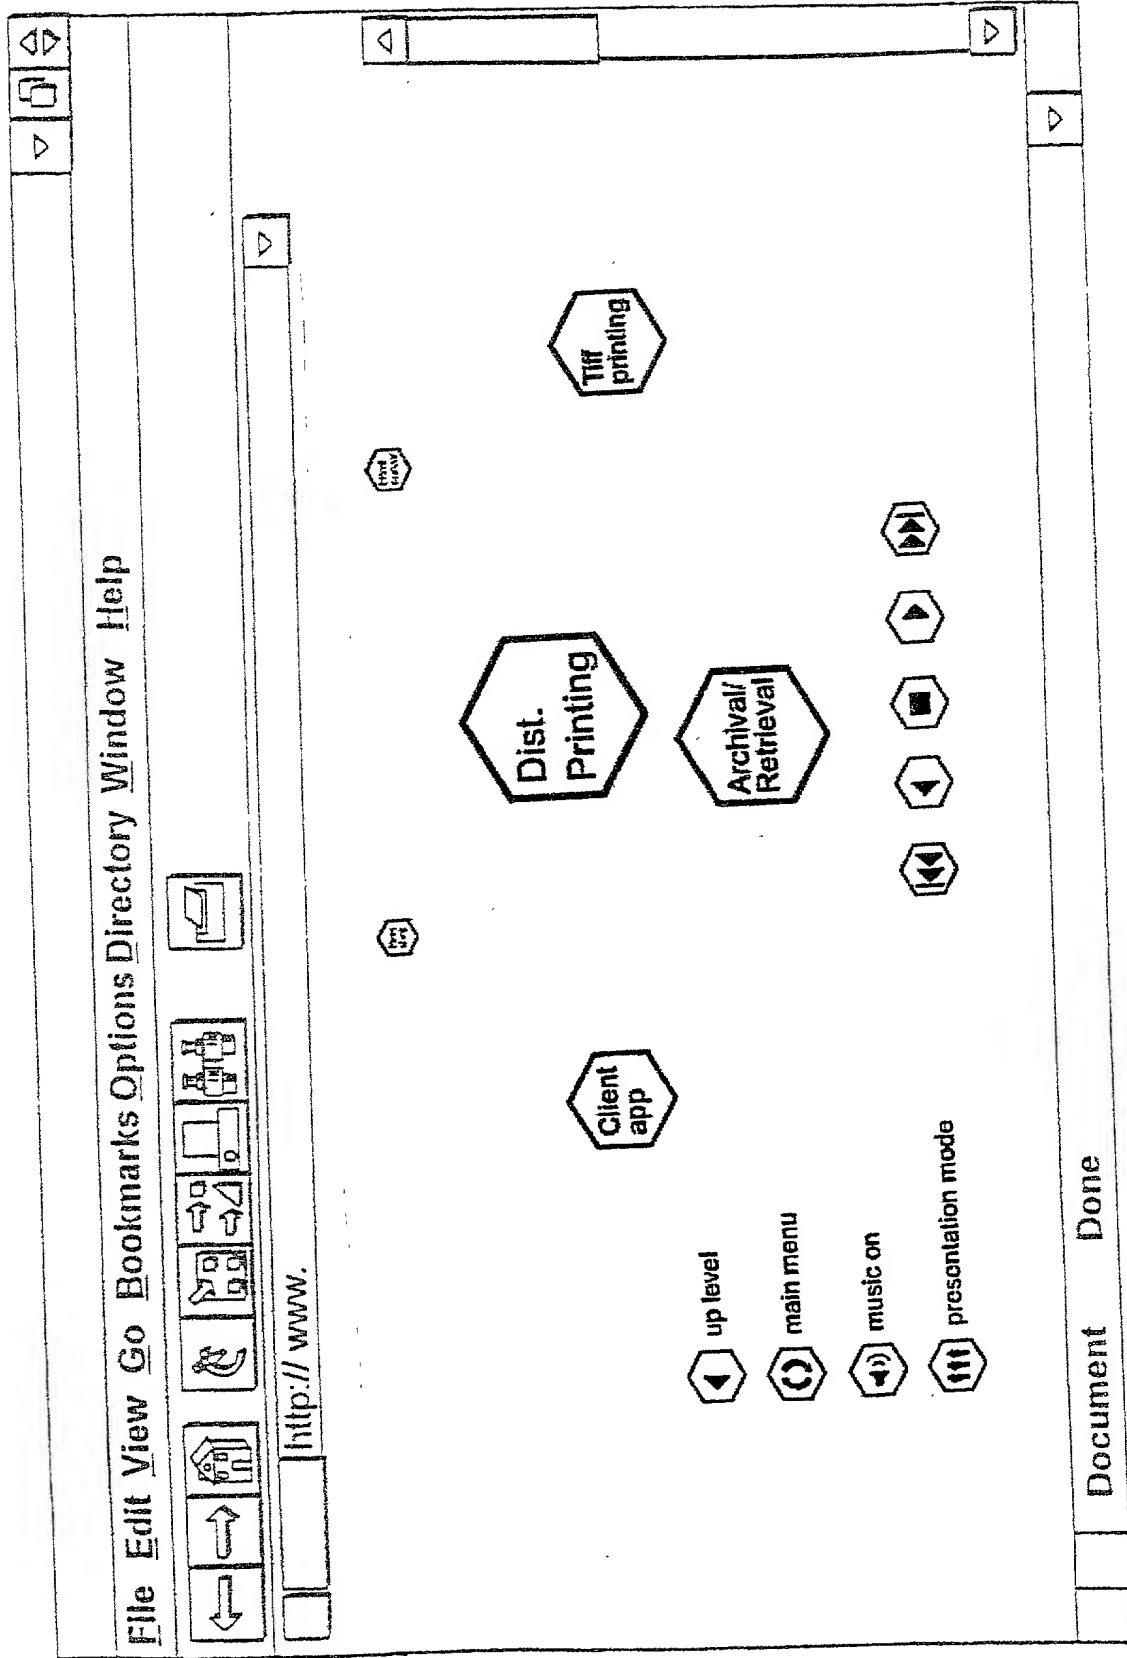 File Edit View Go Bookmarks Options Directory Window Help
http:// www.
Dist.
Printing
Client
app
Tiff
printing
Archival/
Retrieval
up level
main menu
music on
presentation mode
Document Done